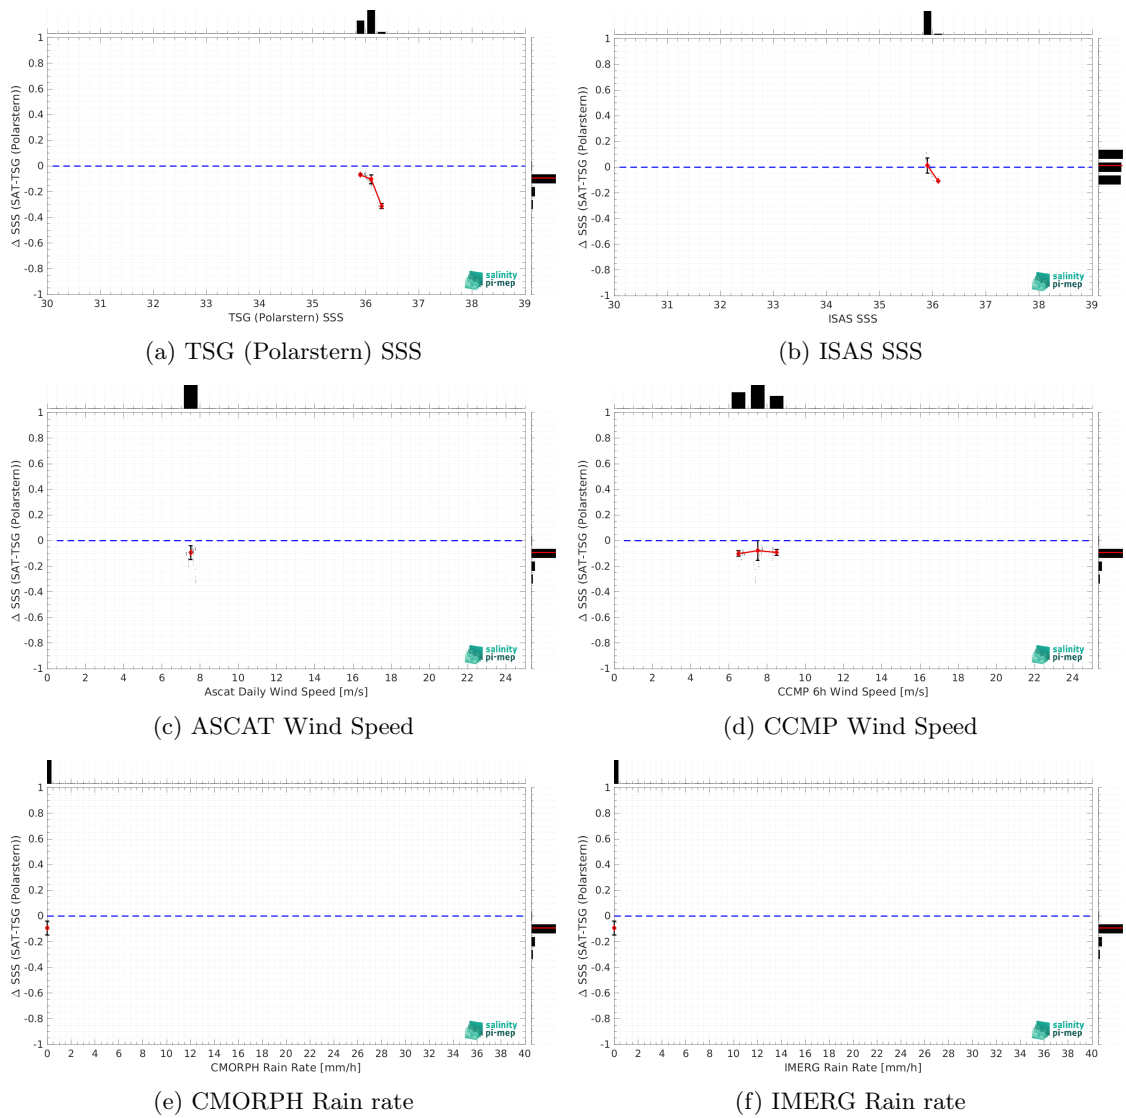 1
0.8
0.6
0.4
0.2
0
-0.2
-0.4
-0.6
-0.8
-1
Δ SSS (SAT-TSG (Polarstern))
30 31 32 33 34 35 36 37 38 39
TSG (Polarstern) SSS
salinity
pi-mep
(a) TSG (Polarstern) SSS
1
0.8
0.6
0.4
0.2
0
-0.2
-0.4
-0.6
-0.8
-1
Δ SSS (SAT-TSG (Polarstern))
30 31 32 33 34 35 36 37 38 39
ISAS SSS
salinity
pi-mep
(b) ISAS SSS
1
0.8
0.6
0.4
0.2
0
-0.2
-0.4
-0.6
-0.8
-1
Δ SSS (SAT-TSG (Polarstern))
0 2 4 6 8 10 12 14 16 18 20 22 24
Ascat Daily Wind Speed [m/s]
salinity
pi-mep
(c) ASCAT Wind Speed
1
0.8
0.6
0.4
0.2
0
-0.2
-0.4
-0.6
-0.8
-1
Δ SSS (SAT-TSG (Polarstern))
0 2 4 6 8 10 12 14 16 18 20 22 24
CCMP 6h Wind Speed [m/s]
salinity
pi-mep
(d) CCMP Wind Speed
1
0.8
0.6
0.4
0.2
0
-0.2
-0.4
-0.6
-0.8
-1
Δ SSS (SAT-TSG (Polarstern))
0 2 4 6 8 10 12 14 16 18 20 22 24 26 28 30 32 34 36 38 40
CMORPH Rain Rate [mm/h]
salinity
pi-mep
(e) CMORPH Rain rate
1
0.8
0.6
0.4
0.2
0
-0.2
-0.4
-0.6
-0.8
-1
Δ SSS (SAT-TSG (Polarstern))
0 2 4 6 8 10 12 14 16 18 20 22 24 26 28 30 32 34 36 38 40
IMERG Rain Rate [mm/h]
salinity
pi-mep
(f) IMERG Rain rate